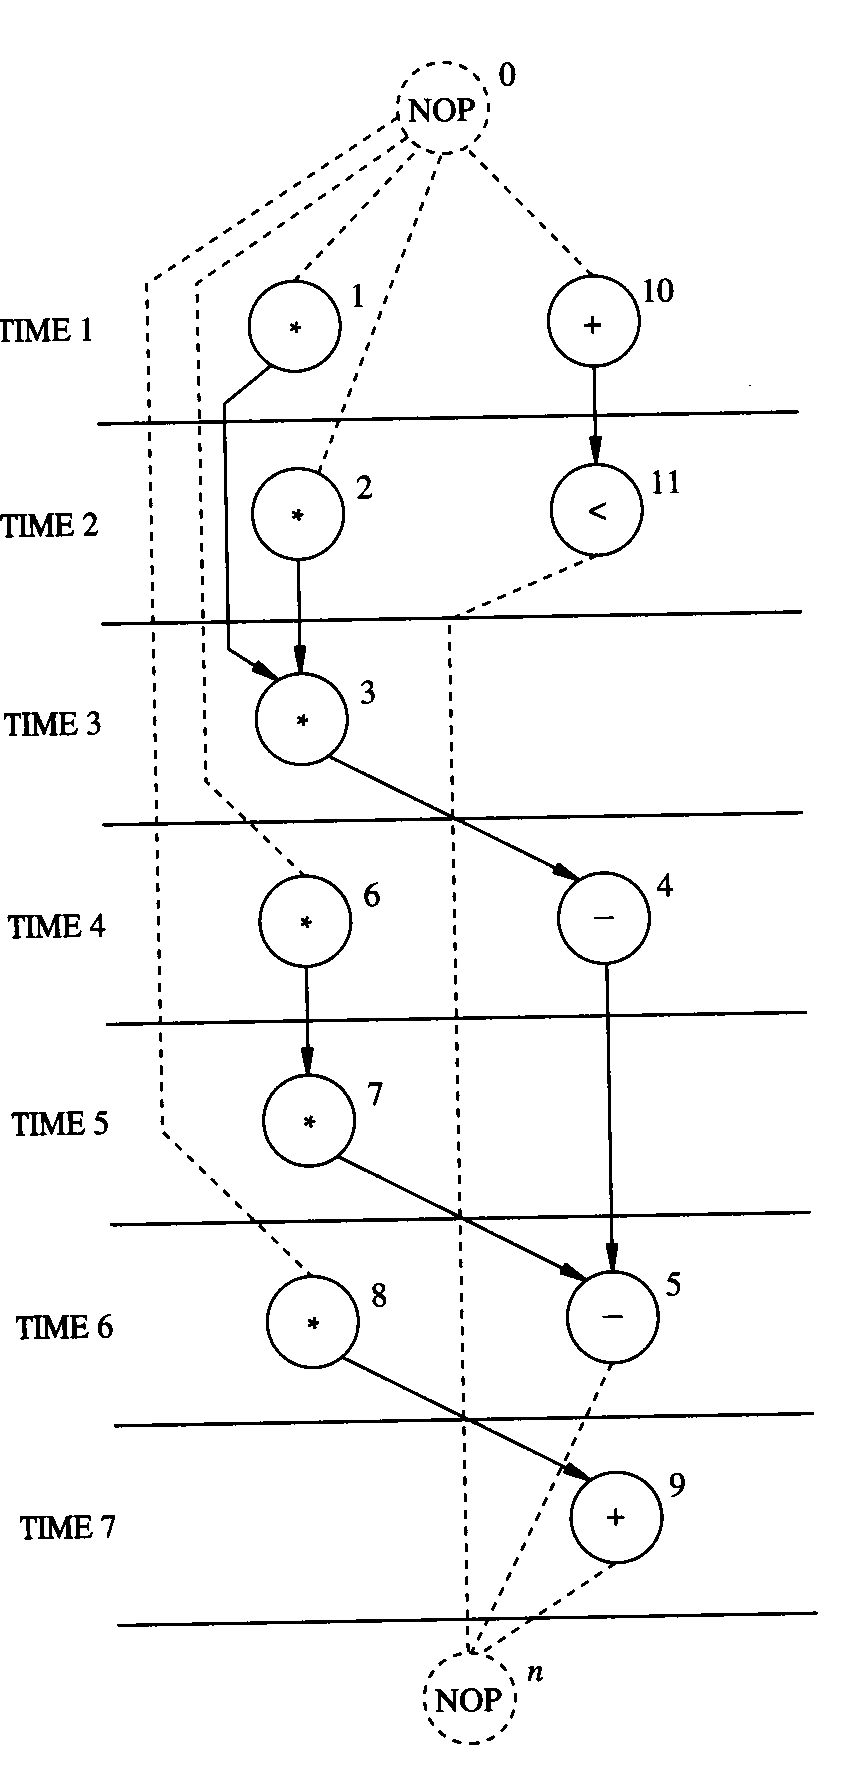 0
NOP
1
10
TIME 1
*
+
2
11
TIME 2
*
<
3
TIME 3
*
6
4
TIME 4
*
−
7
TIME 5
*
8
5
TIME 6
*
−
9
TIME 7
+
n
NOP